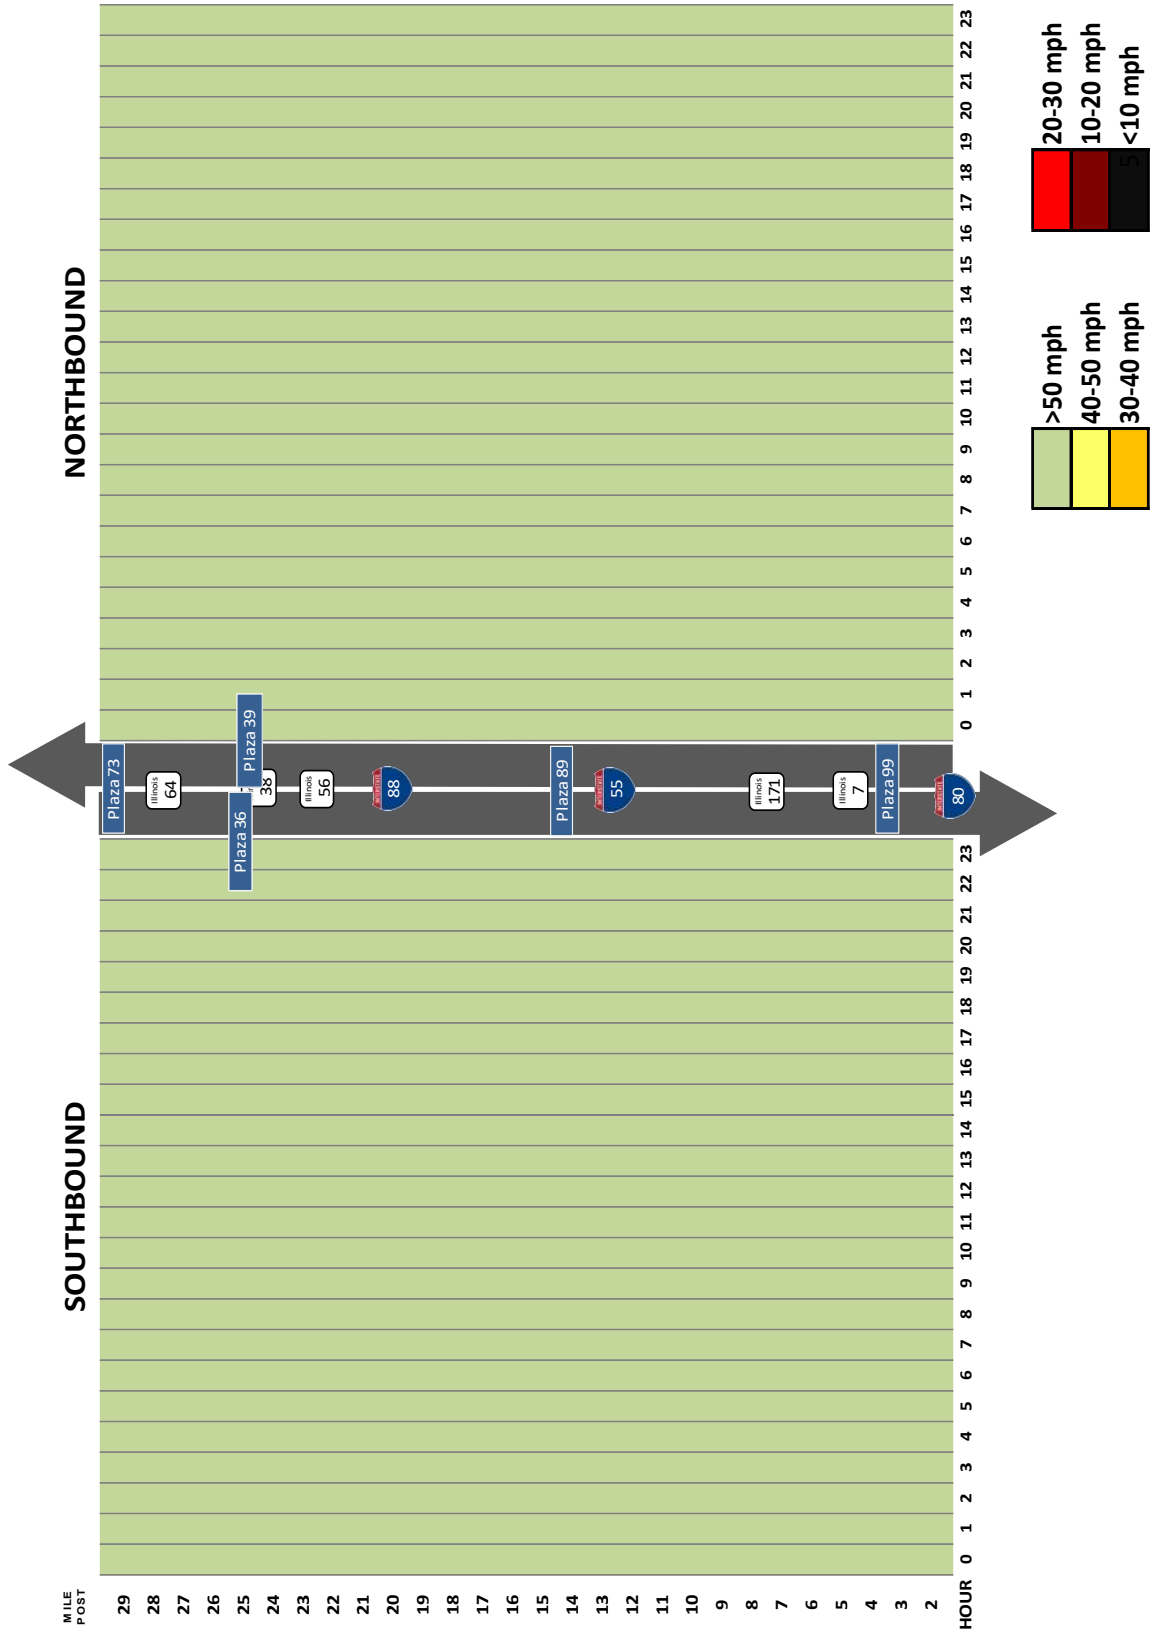 MILE
POST
SOUTHBOUND
NORTHBOUND
29
Plaza 73
28
Illinois
64
27
26
25
Plaza 36
Plaza 39
24
38
23
Illinois
56
22
21
20
INTERSTATE
88
19
18
17
16
15
14
Plaza 89
13
INTERSTATE
55
12
11
10
9
8
Illinois
171
7
6
5
Illinois
7
4
Plaza 99
3
2
INTERSTATE
80
HOUR 0 1 2 3 4 5 6 7 8 9 10 11 12 13 14 15 16 17 18 19 20 21 22 23
0 1 2 3 4 5 6 7 8 9 10 11 12 13 14 15 16 17 18 19 20 21 22 23
>50 mph
40-50 mph
30-40 mph
20-30 mph
10-20 mph
5 <10 mph